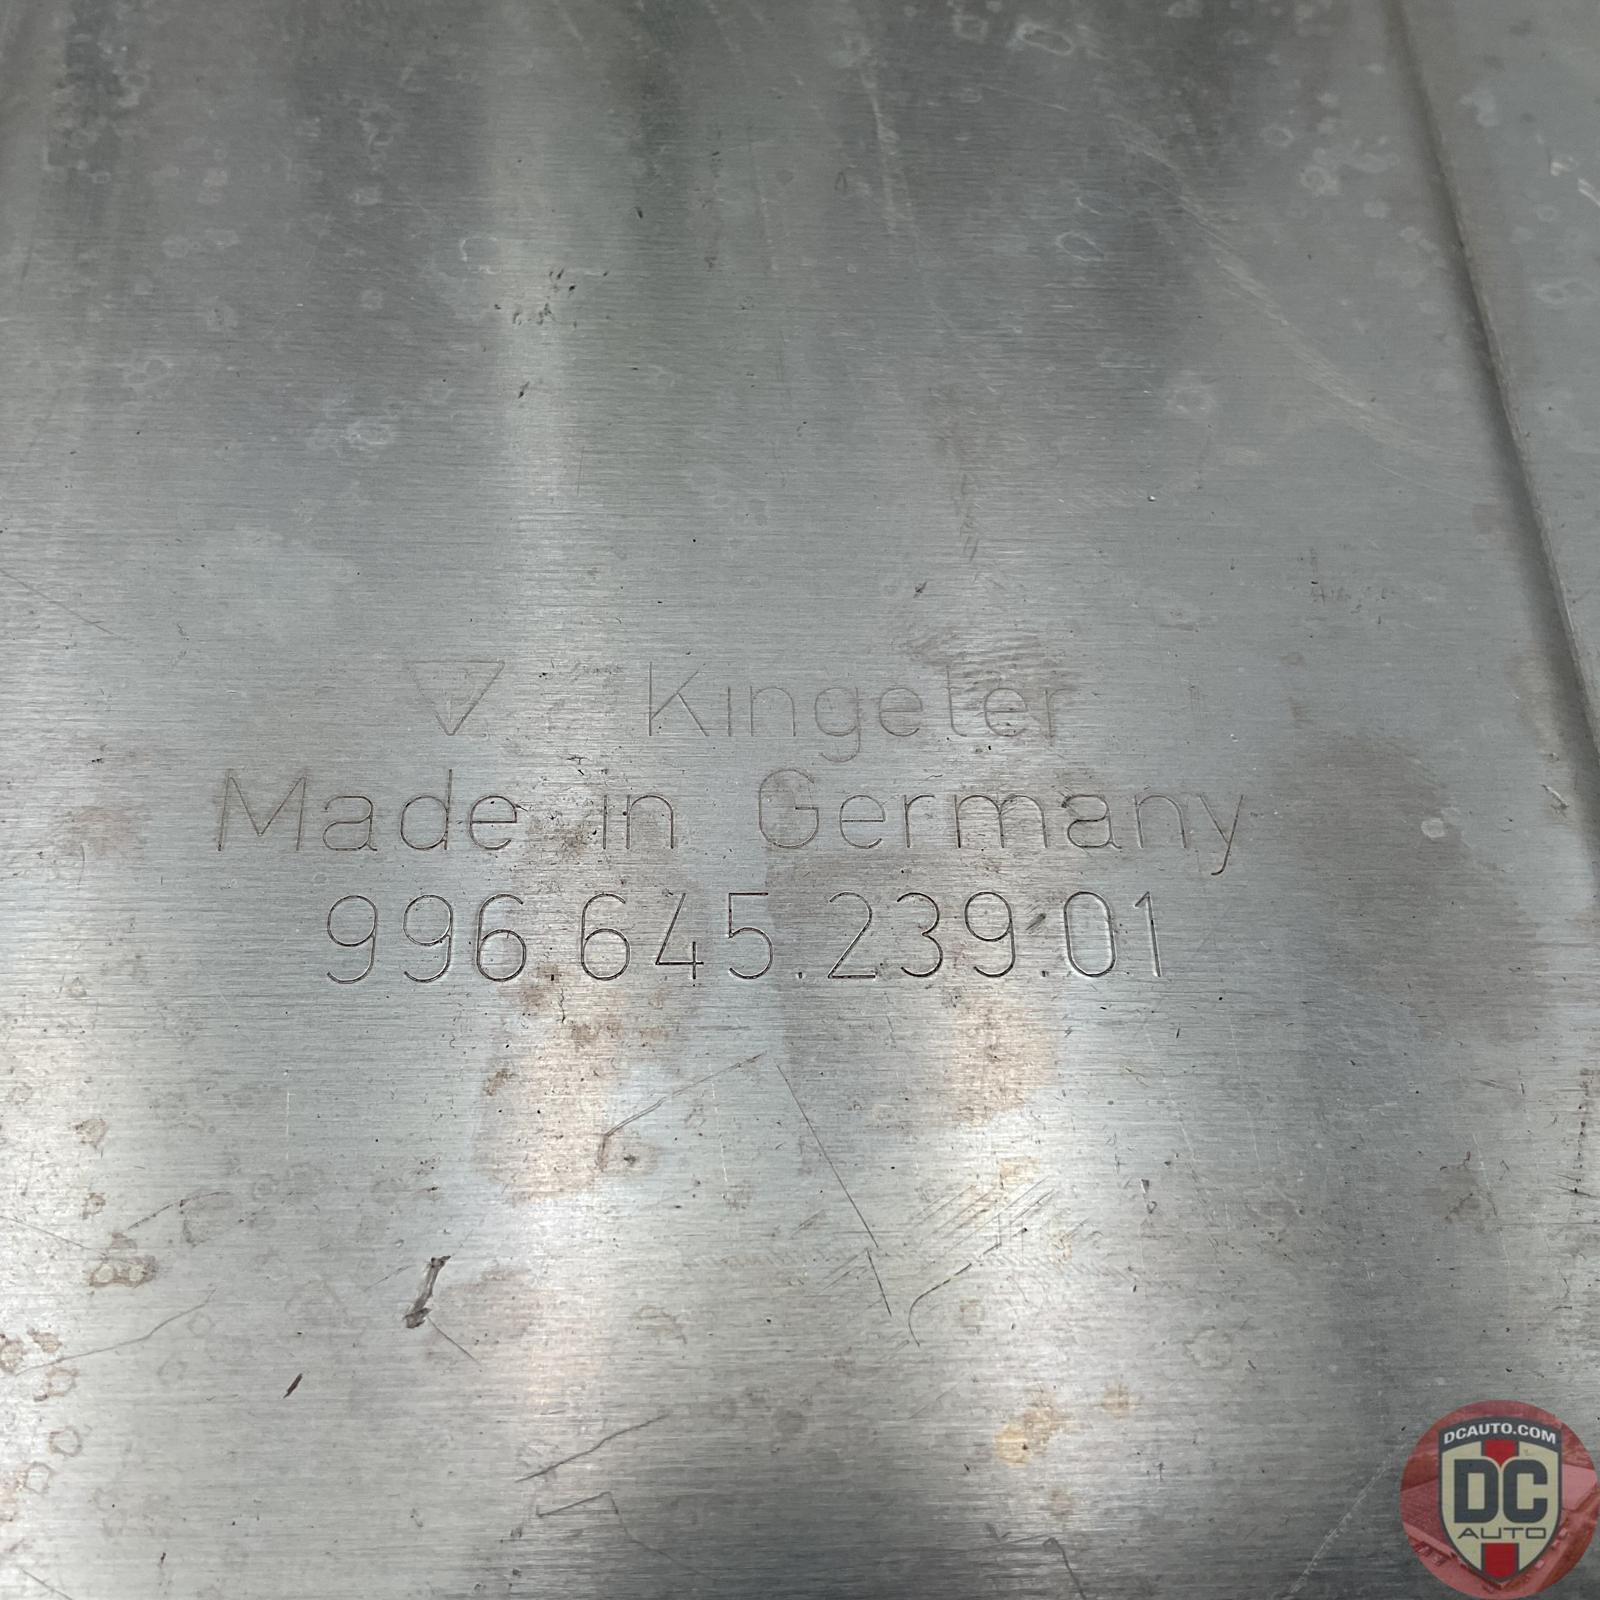 Kingeter
Made in Germany
996.645.239.01
DCAUTO.COM
DC
AUTO